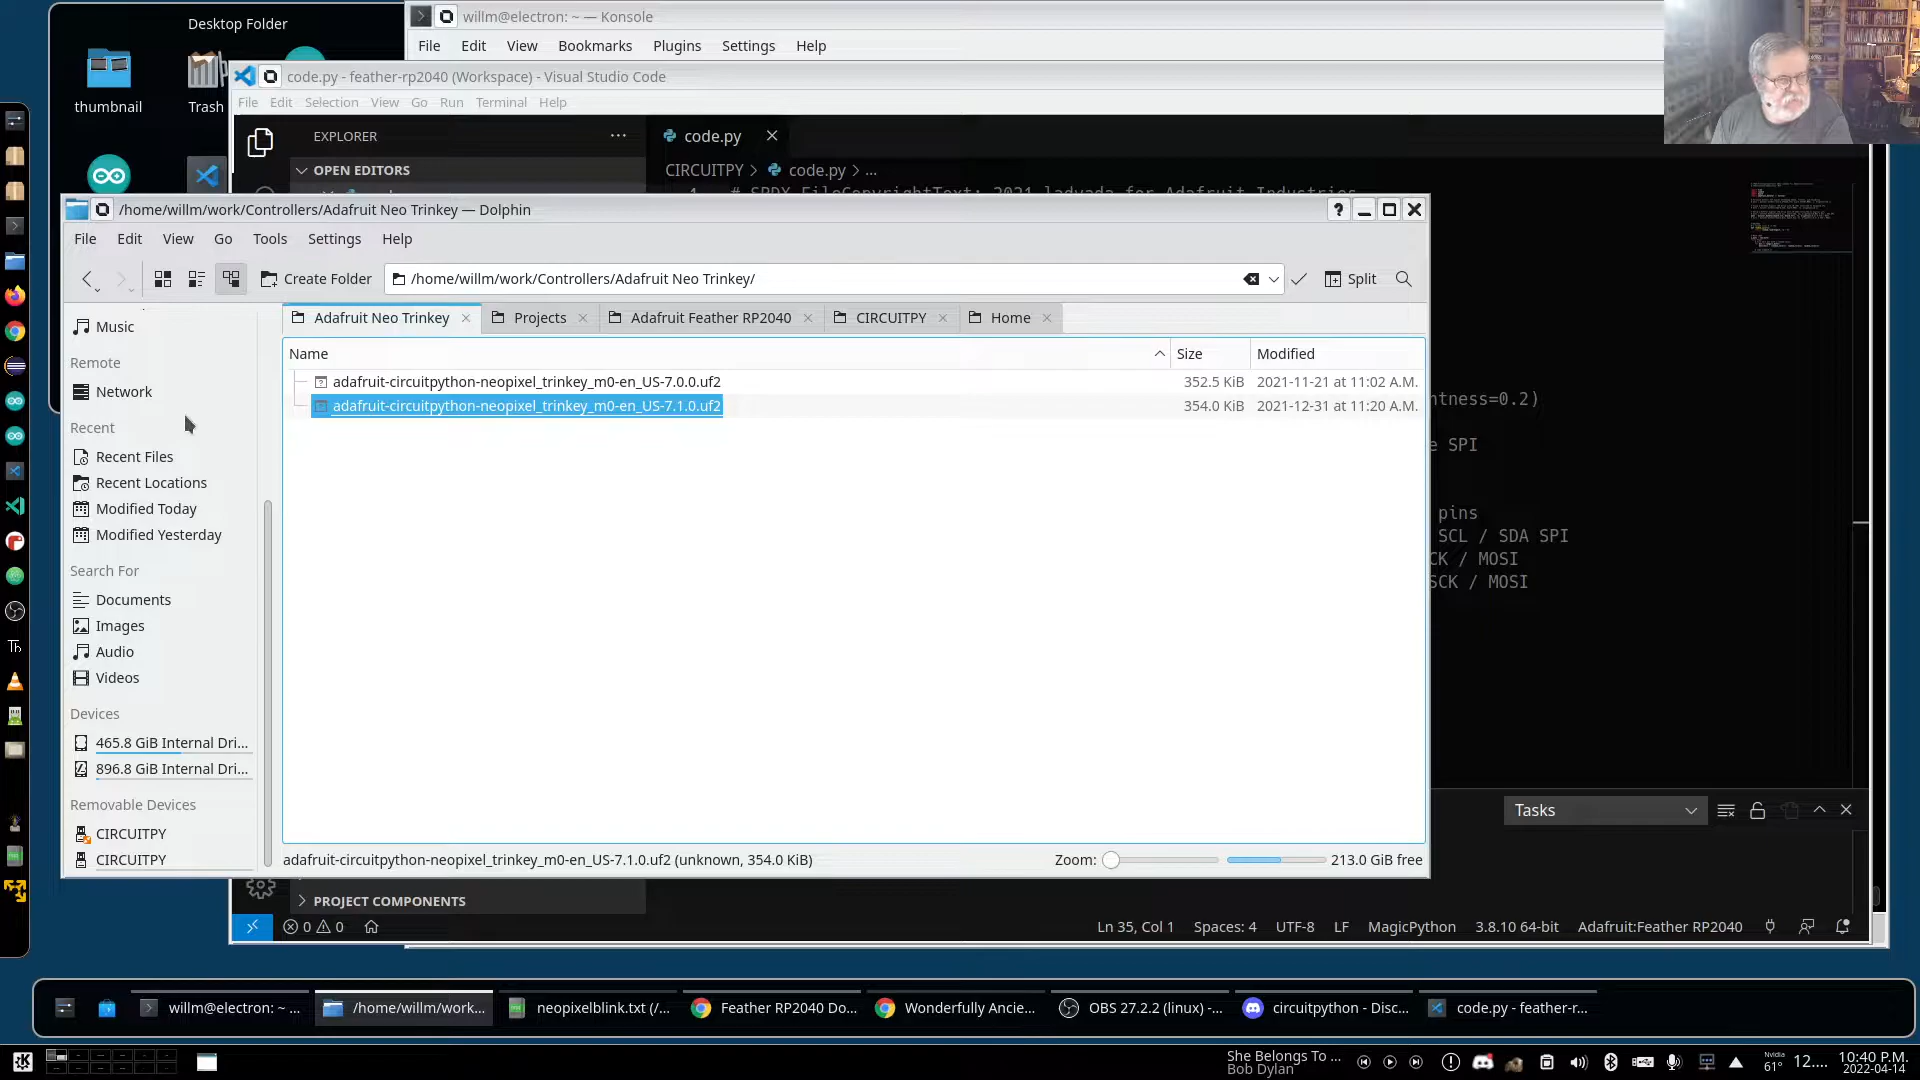 Desktop Folder
thumbnail
Trash
willm@electron: ~ — Konsole
File Edit View Bookmarks Plugins Settings Help
code.py - feather-rp2040 (Workspace) - Visual Studio Code
File Edit Selection View Go Run Terminal Help
EXPLORER
code.py
OPEN EDITORS
CIRCUITPY > code.py > ...
1 # SPDX-FileCopyrightText: 2021 ladyada for Adafruit Industries
/home/willm/work/Controllers/Adafruit Neo Trinkey — Dolphin
File Edit View Go Tools Settings Help
Create Folder
/home/willm/work/Controllers/Adafruit Neo Trinkey/
Split
Adafruit Neo Trinkey
Projects
Adafruit Feather RP2040
CIRCUITPY
Home
Music
Remote
Network
Recent
Recent Files
Recent Locations
Modified Today
Modified Yesterday
Search For
Documents
Images
Audio
Videos
Devices
465.8 GiB Internal Dri...
896.8 GiB Internal Dri...
Removable Devices
CIRCUITPY
CIRCUITPY
Name Size Modified
adafruit-circuitpython-neopixel_trinkey_m0-en_US-7.0.0.uf2 352.5 KiB 2021-11-21 at 11:02 A.M.
adafruit-circuitpython-neopixel_trinkey_m0-en_US-7.1.0.uf2 354.0 KiB 2021-12-31 at 11:20 A.M.
adafruit-circuitpython-neopixel_trinkey_m0-en_US-7.1.0.uf2 (unknown, 354.0 KiB)
Zoom:
213.0 GiB free
ntness=0.2)
e SPI
pins
SCL / SDA SPI
CK / MOSI
SCK / MOSI
Tasks
PROJECT COMPONENTS
0 0
Ln 35, Col 1 Spaces: 4 UTF-8 LF MagicPython 3.8.10 64-bit Adafruit:Feather RP2040
willm@electron: ~ ...
/home/willm/work...
neopixelblink.txt (/...
Feather RP2040 Do...
Wonderfully Ancie...
OBS 27.2.2 (linux) -...
circuitpython - Disc...
code.py - feather-r...
She Belongs To ...
Bob Dylan
Nvidia
61°
12....
10:40 P.M.
2022-04-14